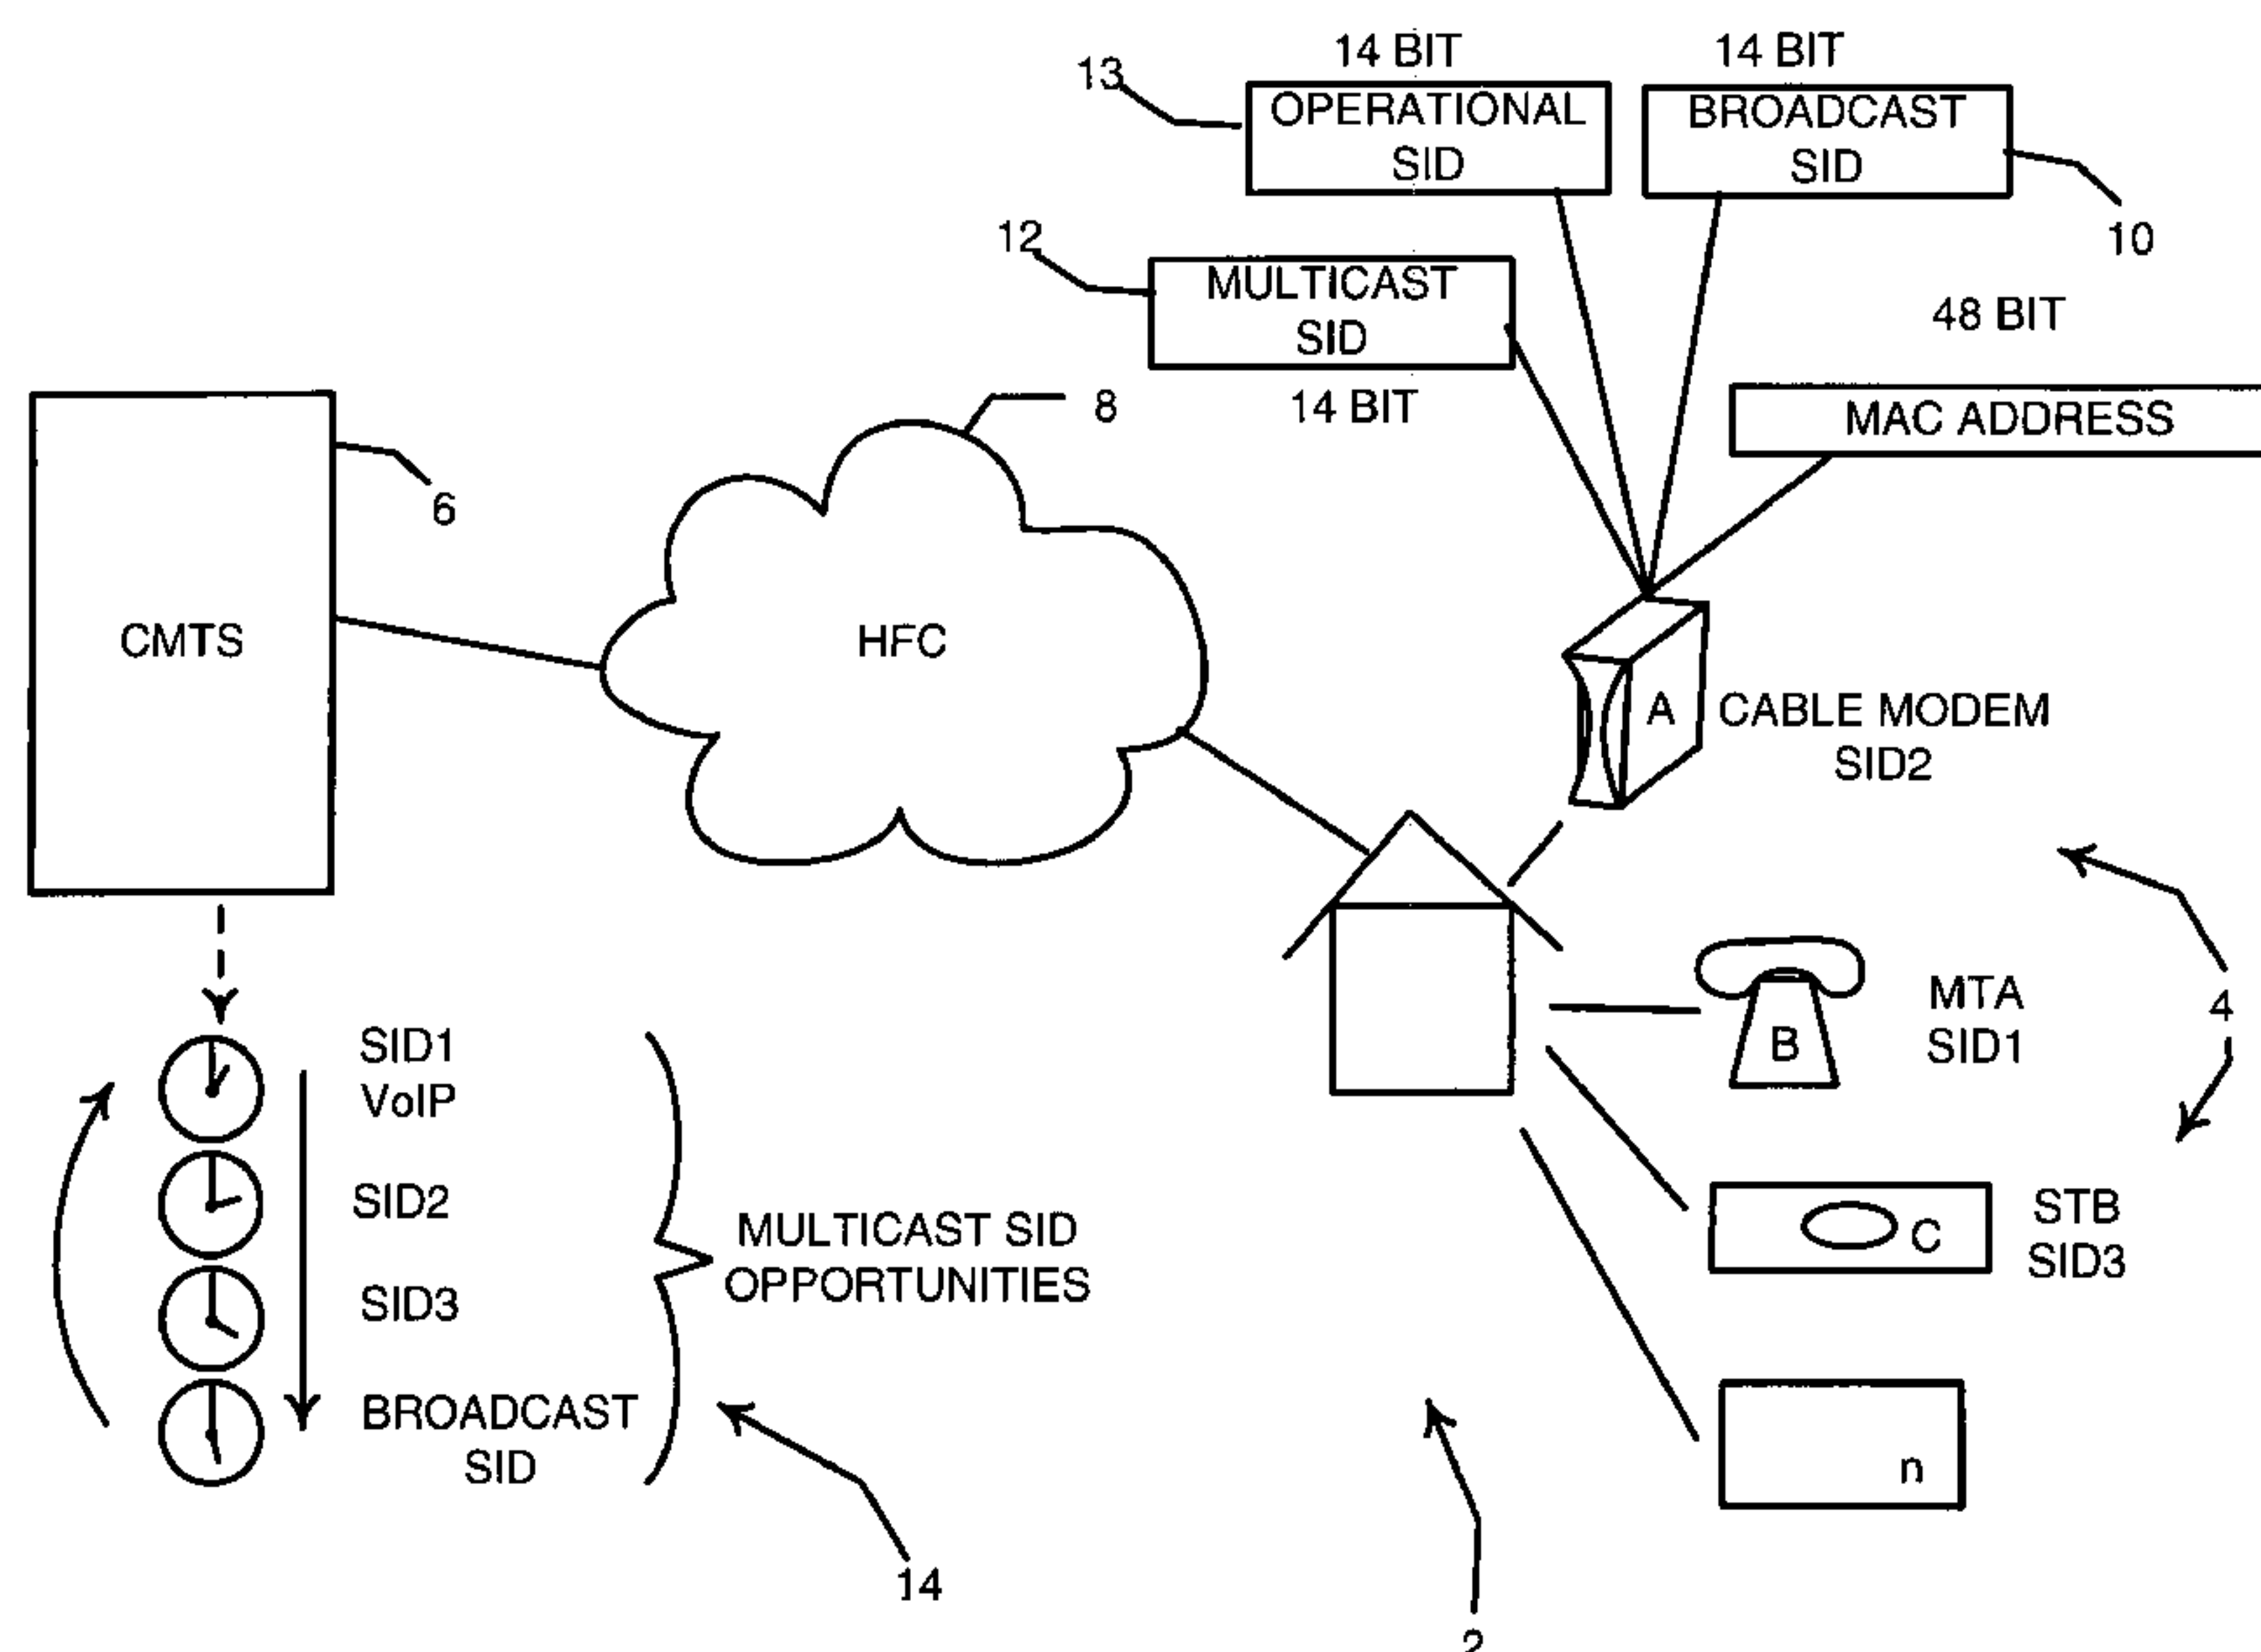 14 BIT
14 BIT
13
OPERATIONAL
SID
BROADCAST
SID
10
12
MULTICAST
SID
14 BIT
48 BIT
MAC ADDRESS
8
6
CMTS
HFC
A
CABLE MODEM
SID2
MTA
SID1
B
4
SID1
VoIP
SID2
SID3
BROADCAST
SID
MULTICAST SID
OPPORTUNITIES
STB
SID3
C
n
14
2